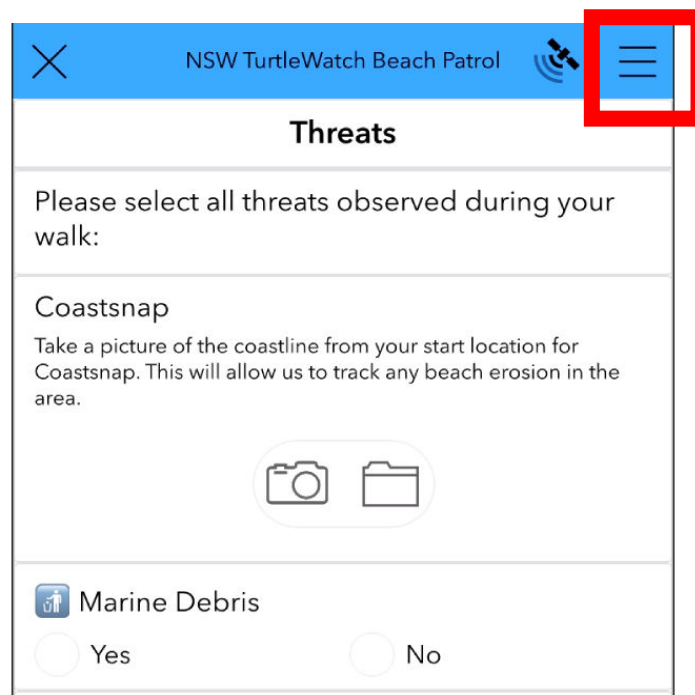 NSW TurtleWatch Beach Patrol
Threats
Please select all threats observed during your
walk:
Coastsnap
Take a picture of the coastline from your start location for
Coastsnap. This will allow us to track any beach erosion in the
area.
Marine Debris
Yes No